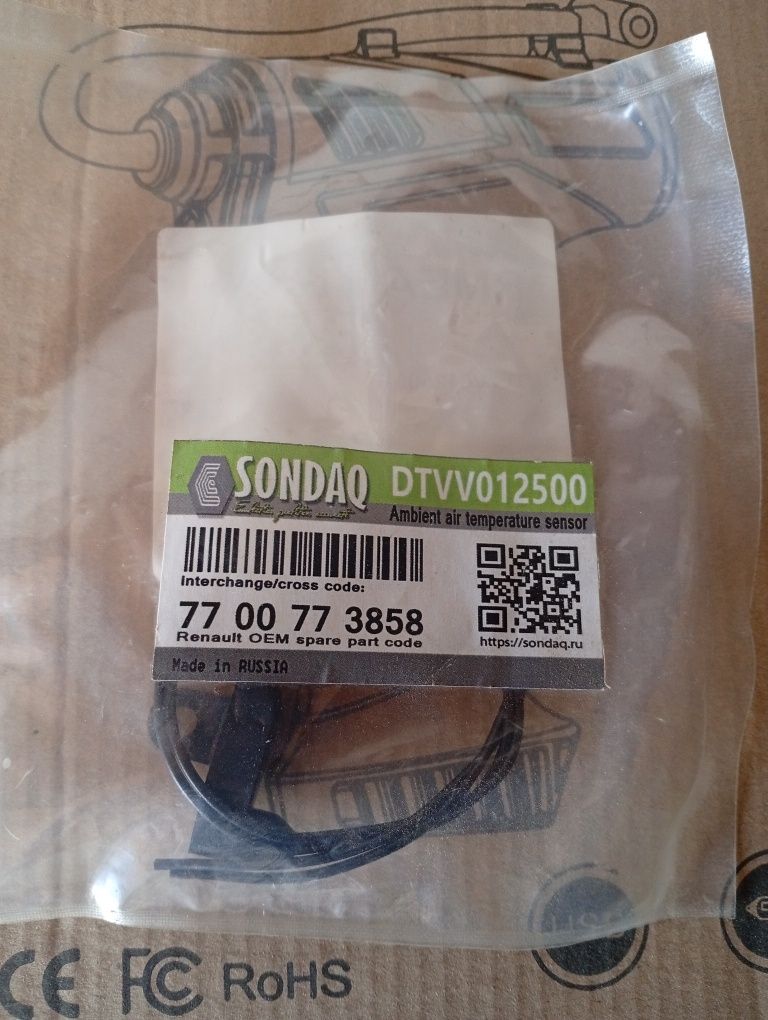 SONDAQ
DTVV012500
Ambient air temperature sensor
Interchange/cross code:
77 00 77 3858
Renault OEM spare part code
https://sondaq.ru
Made in RUSSIA
CE FC RoHS